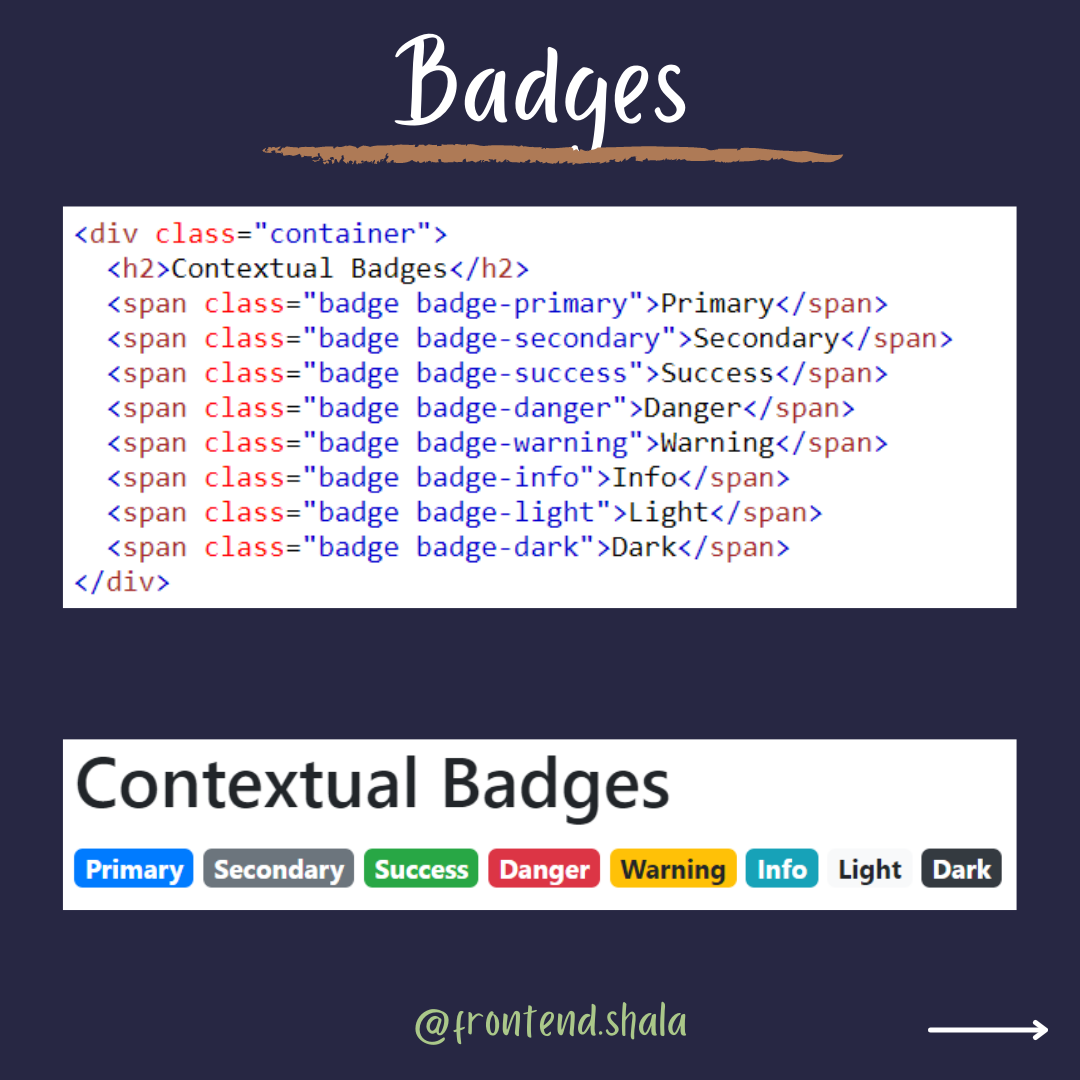 Badges
<div class="container">
  <h2>Contextual Badges</h2>
  <span class="badge badge-primary">Primary</span>
  <span class="badge badge-secondary">Secondary</span>
  <span class="badge badge-success">Success</span>
  <span class="badge badge-danger">Danger</span>
  <span class="badge badge-warning">Warning</span>
  <span class="badge badge-info">Info</span>
  <span class="badge badge-light">Light</span>
  <span class="badge badge-dark">Dark</span>
</div>
Contextual Badges
Primary Secondary Success Danger Warning Info Light Dark
@frontend.shala